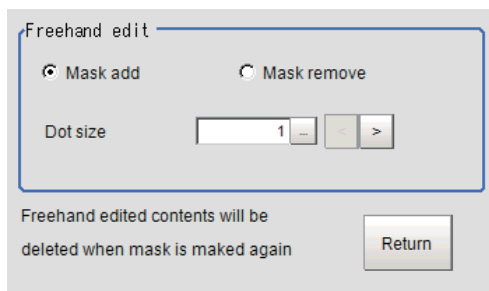 Freehand edit
Mask add Mask remove
Dot size 1 ... < >
Freehand edited contents will be
deleted when mask is maked again
Return